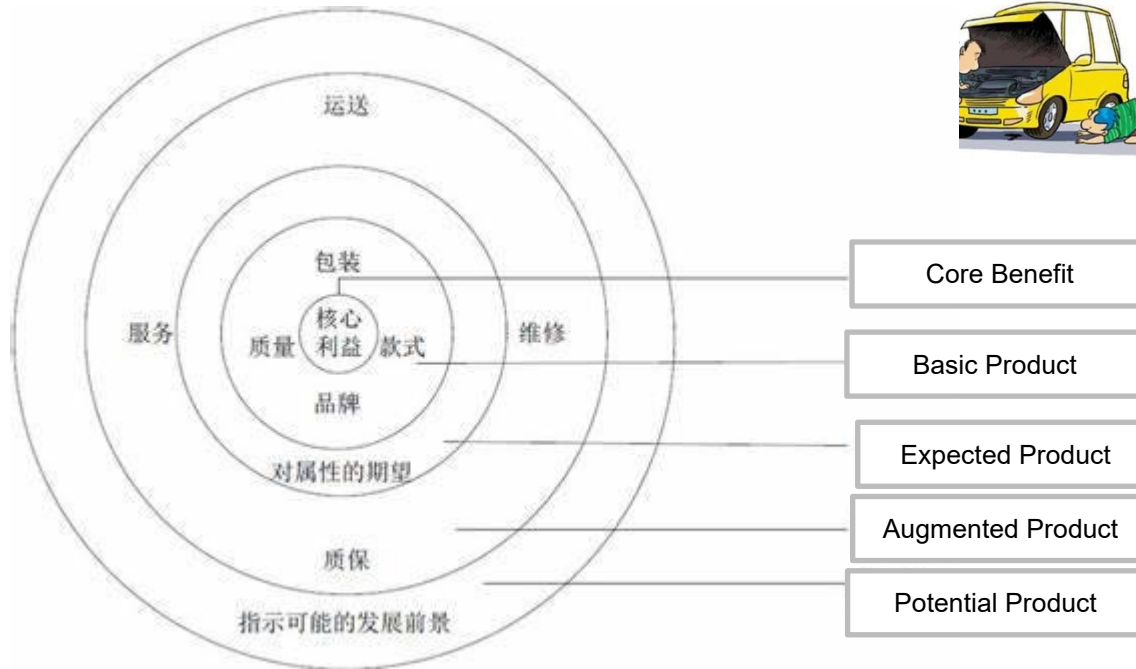 运送
包装
核心
利益
服务
质量
款式
维修
品牌
对属性的期望
质保
指示可能的发展前景
Core Benefit
Basic Product
Expected Product
Augmented Product
Potential Product